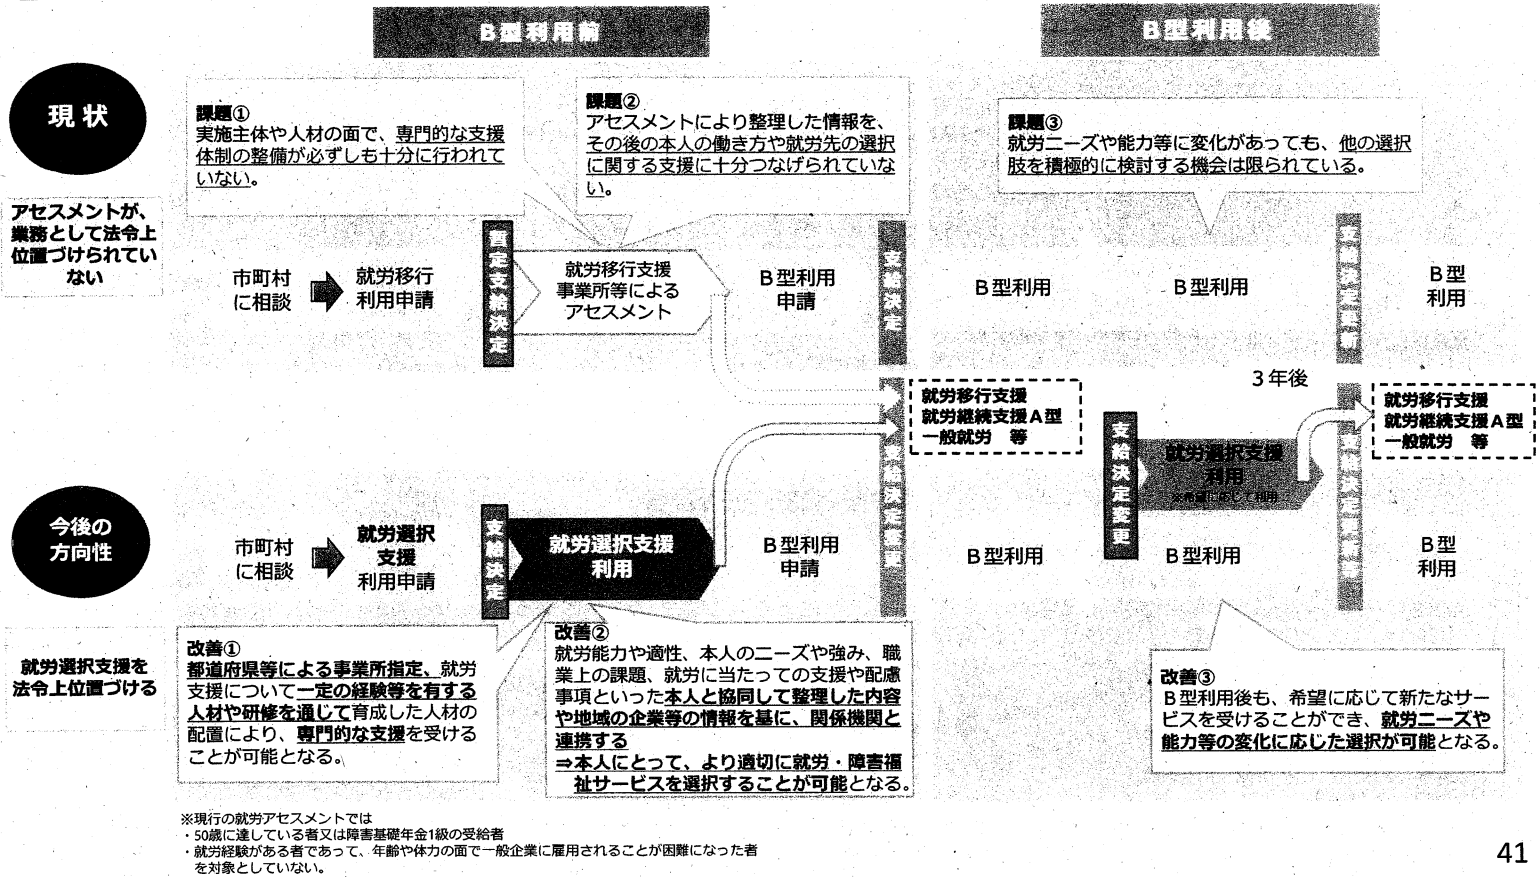 B型利用前
B型利用後
現状
アセスメントが、
業務として法令上
位置づけられてい
ない
課題①
実施主体や人材の面で、専門的な支援
体制の整備が必ずしも十分に行われて
いない。
課題②
アセスメントにより整理した情報を、
その後の本人の働き方や就労先の選択
に関する支援に十分つなげられていな
い。
課題③
就労ニーズや能力等に変化があっても、他の選択
肢を積極的に検討する機会は限られている。
市町村
に相談
就労移行
利用申請
暫定支給決定
就労移行支援
事業所等による
アセスメント
B型利用
申請
支給決定
B型利用
B型利用
支給決定更新
B型
利用
3年後
就労移行支援
就労継続支援A型
一般就労 等
就労移行支援
就労継続支援A型
一般就労 等
今後の
方向性
就労選択支援を
法令上位置づける
市町村
に相談
就労選択
支援
利用申請
支給決定
就労選択支援
利用
B型利用
申請
支給決定変更
B型利用
支給決定変更
就労選択支援
利用
※希望に応じて利用
B型利用
支給決定更新等
B型
利用
改善①
都道府県等による事業所指定、就労
支援について一定の経験等を有する
人材や研修を通じて育成した人材の
配置により、専門的な支援を受ける
ことが可能となる。
改善②
就労能力や適性、本人のニーズや強み、職
業上の課題、就労に当たっての支援や配慮
事項といった本人と協同して整理した内容
や地域の企業等の情報を基に、関係機関と
連携する
⇒本人にとって、より適切に就労・障害福
祉サービスを選択することが可能となる。
改善③
B型利用後も、希望に応じて新たなサー
ビスを受けることができ、就労ニーズや
能力等の変化に応じた選択が可能となる。
※現行の就労アセスメントでは
・50歳に達している者又は障害基礎年金1級の受給者
・就労経験がある者であって、年齢や体力の面で一般企業に雇用されることが困難になった者
を対象としていない。
41